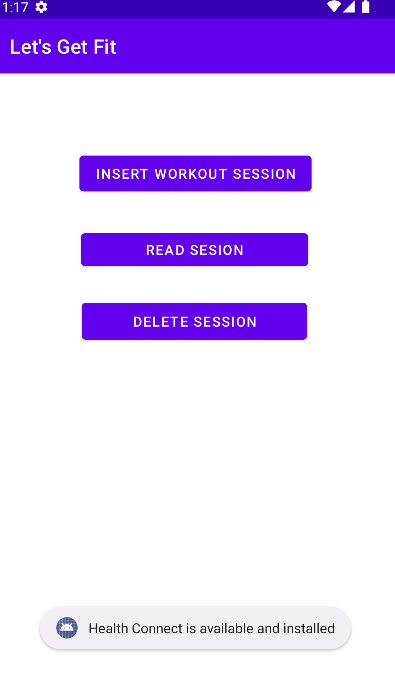 1:17
Let's Get Fit
INSERT WORKOUT SESSION
READ SESION
DELETE SESSION
Health Connect is available and installed